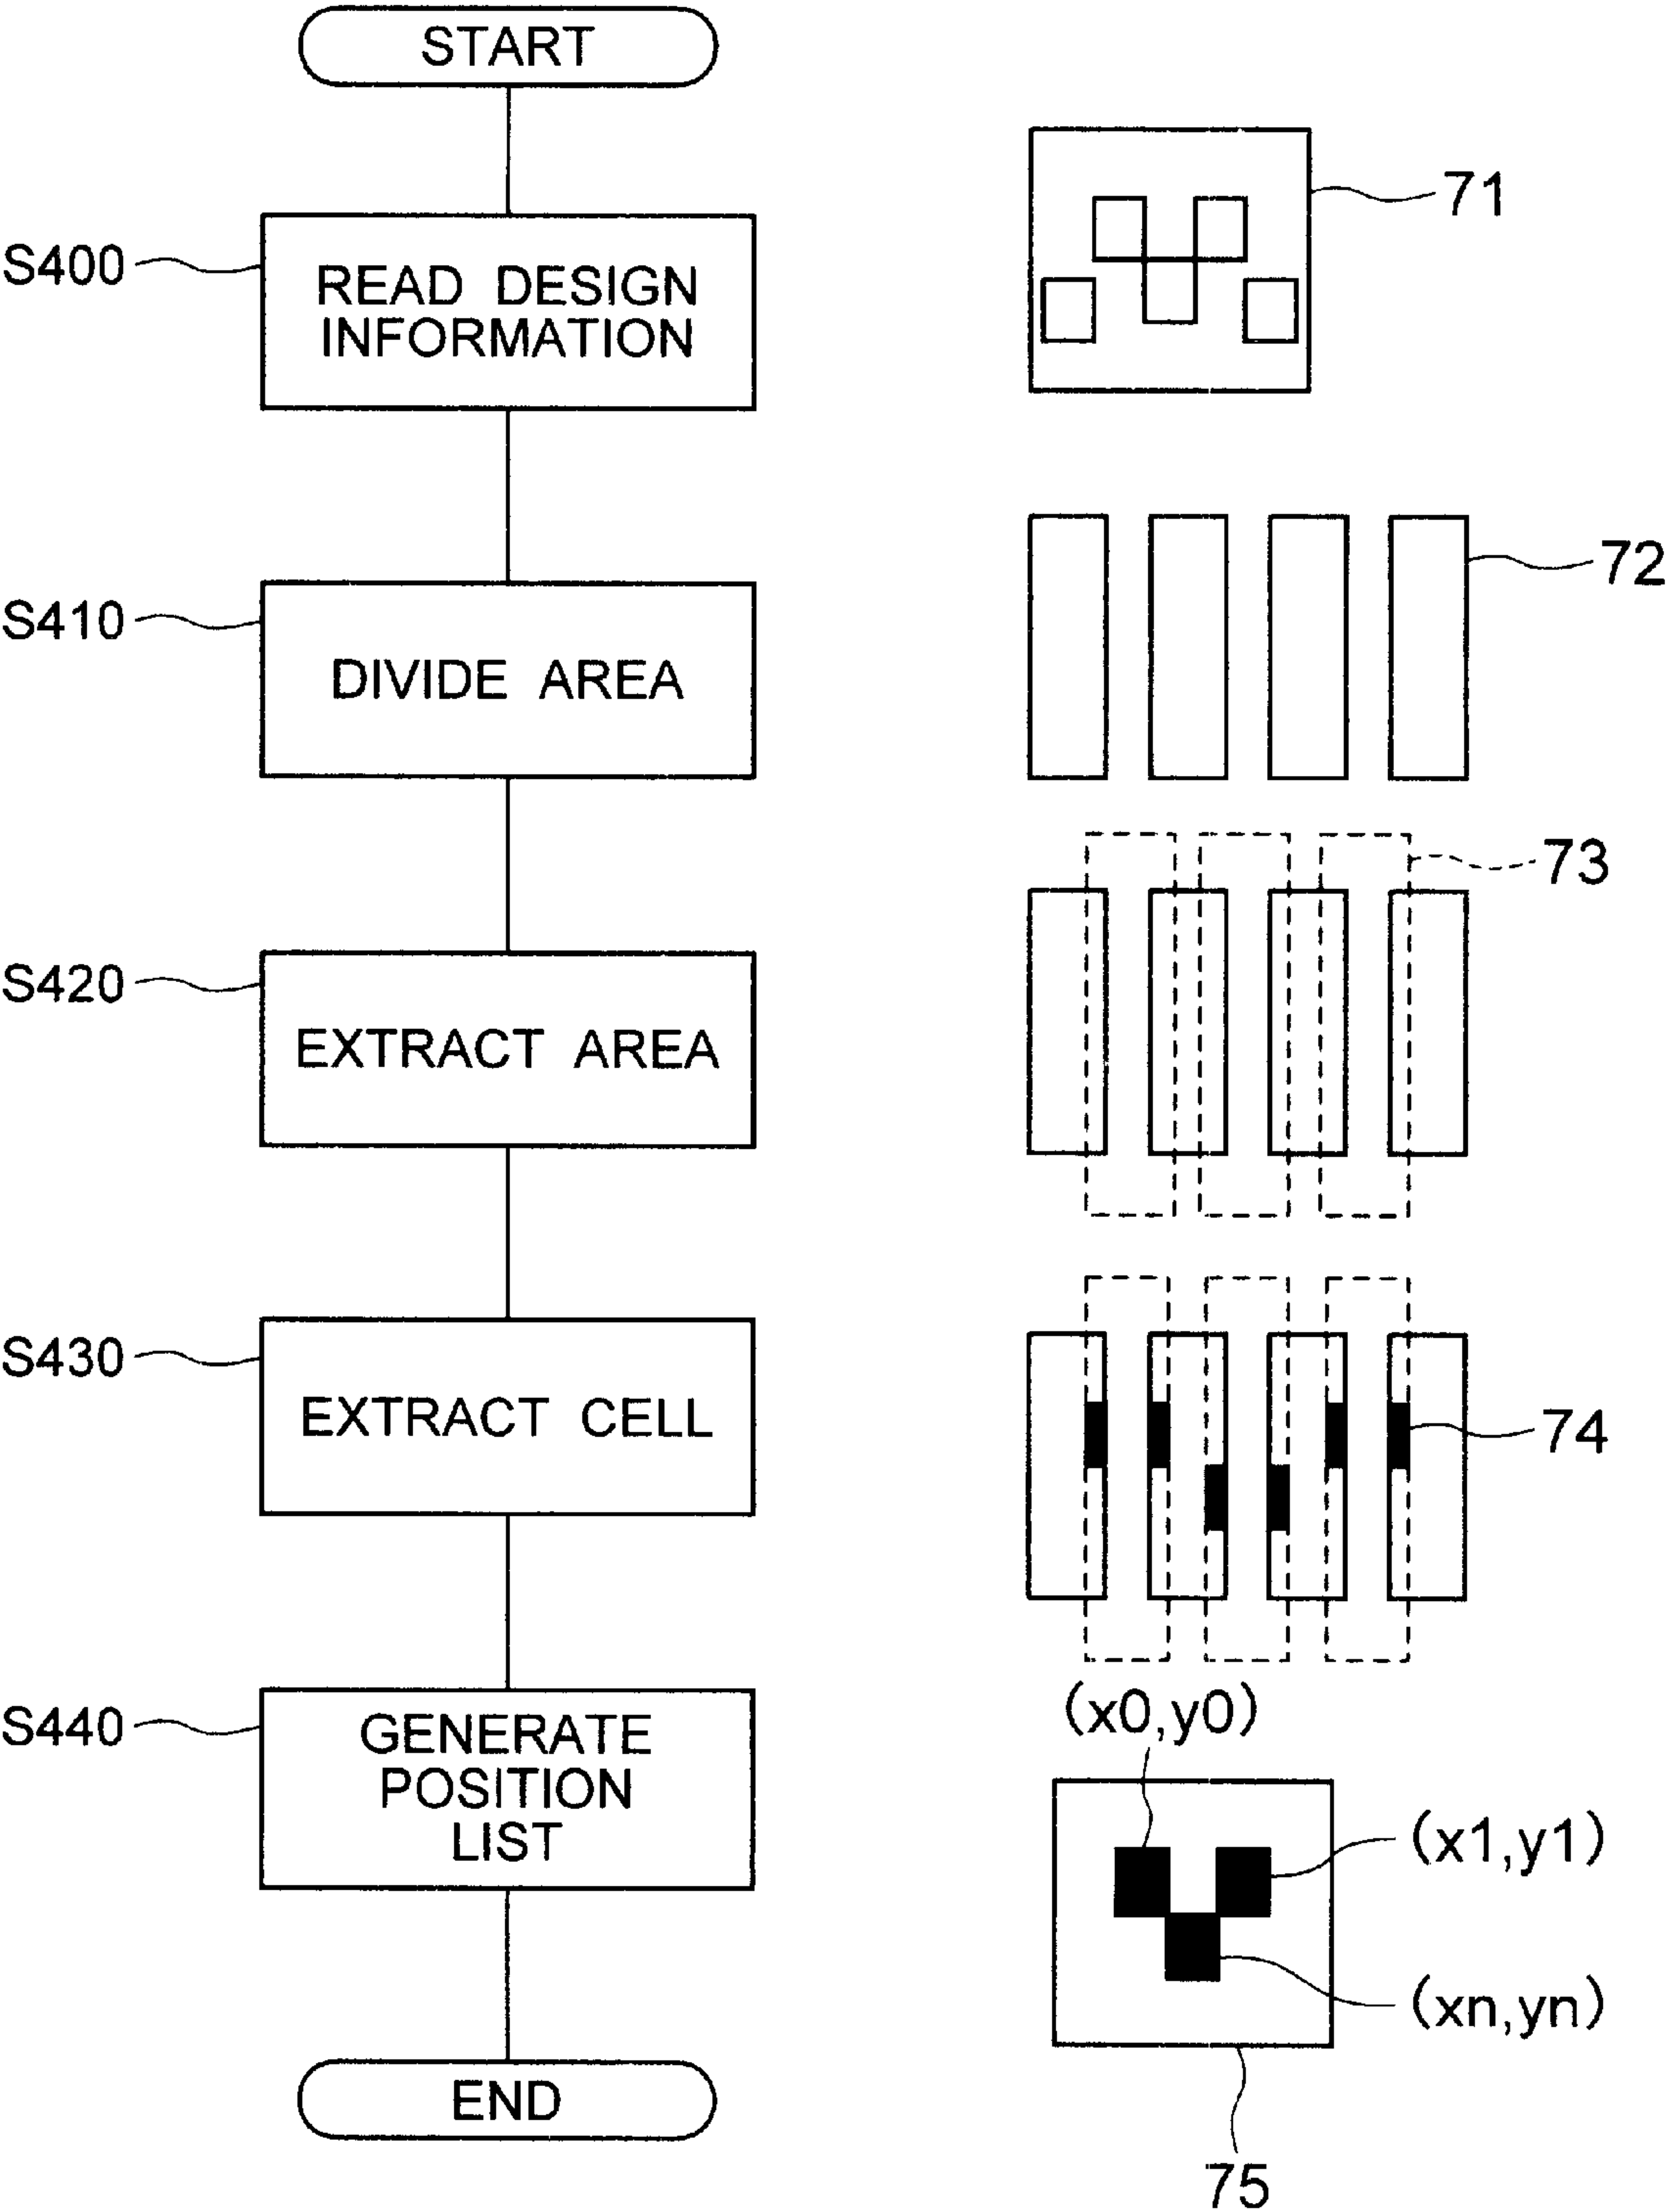 START
71
S400
READ DESIGN
INFORMATION
72
S410
DIVIDE AREA
73
S420
EXTRACT AREA
S430
EXTRACT CELL
74
(x0,y0)
S440
GENERATE
POSITION
LIST
(x1,y1)
(xn,yn)
END
75